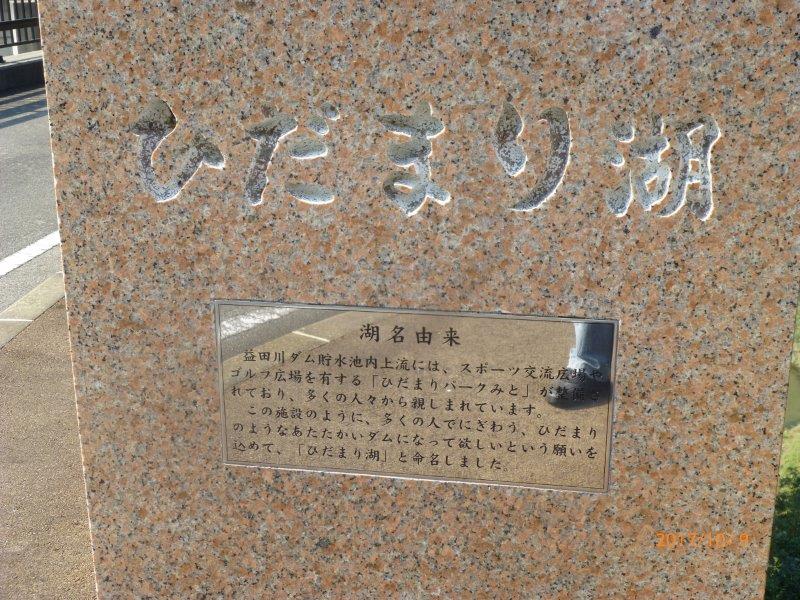 ひだまり湖
湖名由来
益田川ダム貯水池内上流には、スポーツ交流広場や
ゴルフ広場を有する「ひだまりパークみと」が整備さ
れており、多くの人々から親しまれています。
この施設のように、多くの人でにぎわう、ひだまり
のようなあたたかいダムになって欲しいという願いを
込めて、「ひだまり湖」と命名しました。
2017/10/9